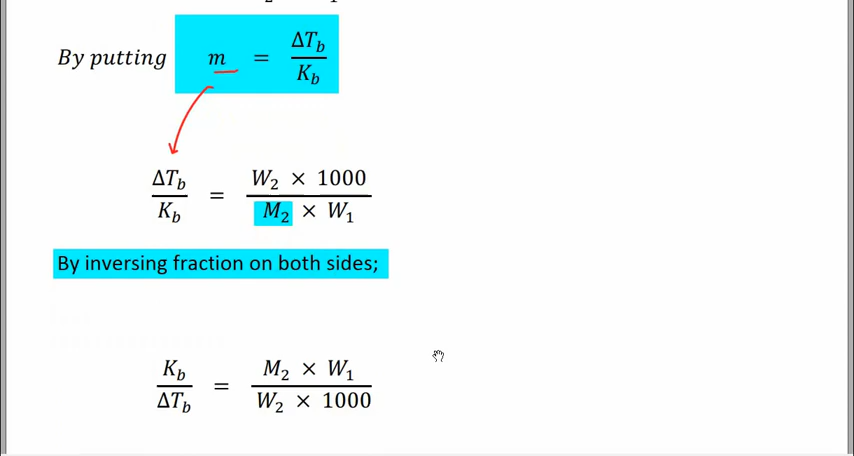 By putting m = ΔT_b / K_b
ΔT_b / K_b = W_2 × 1000 / M_2 × W_1
By inversing fraction on both sides;
K_b / ΔT_b = M_2 × W_1 / W_2 × 1000